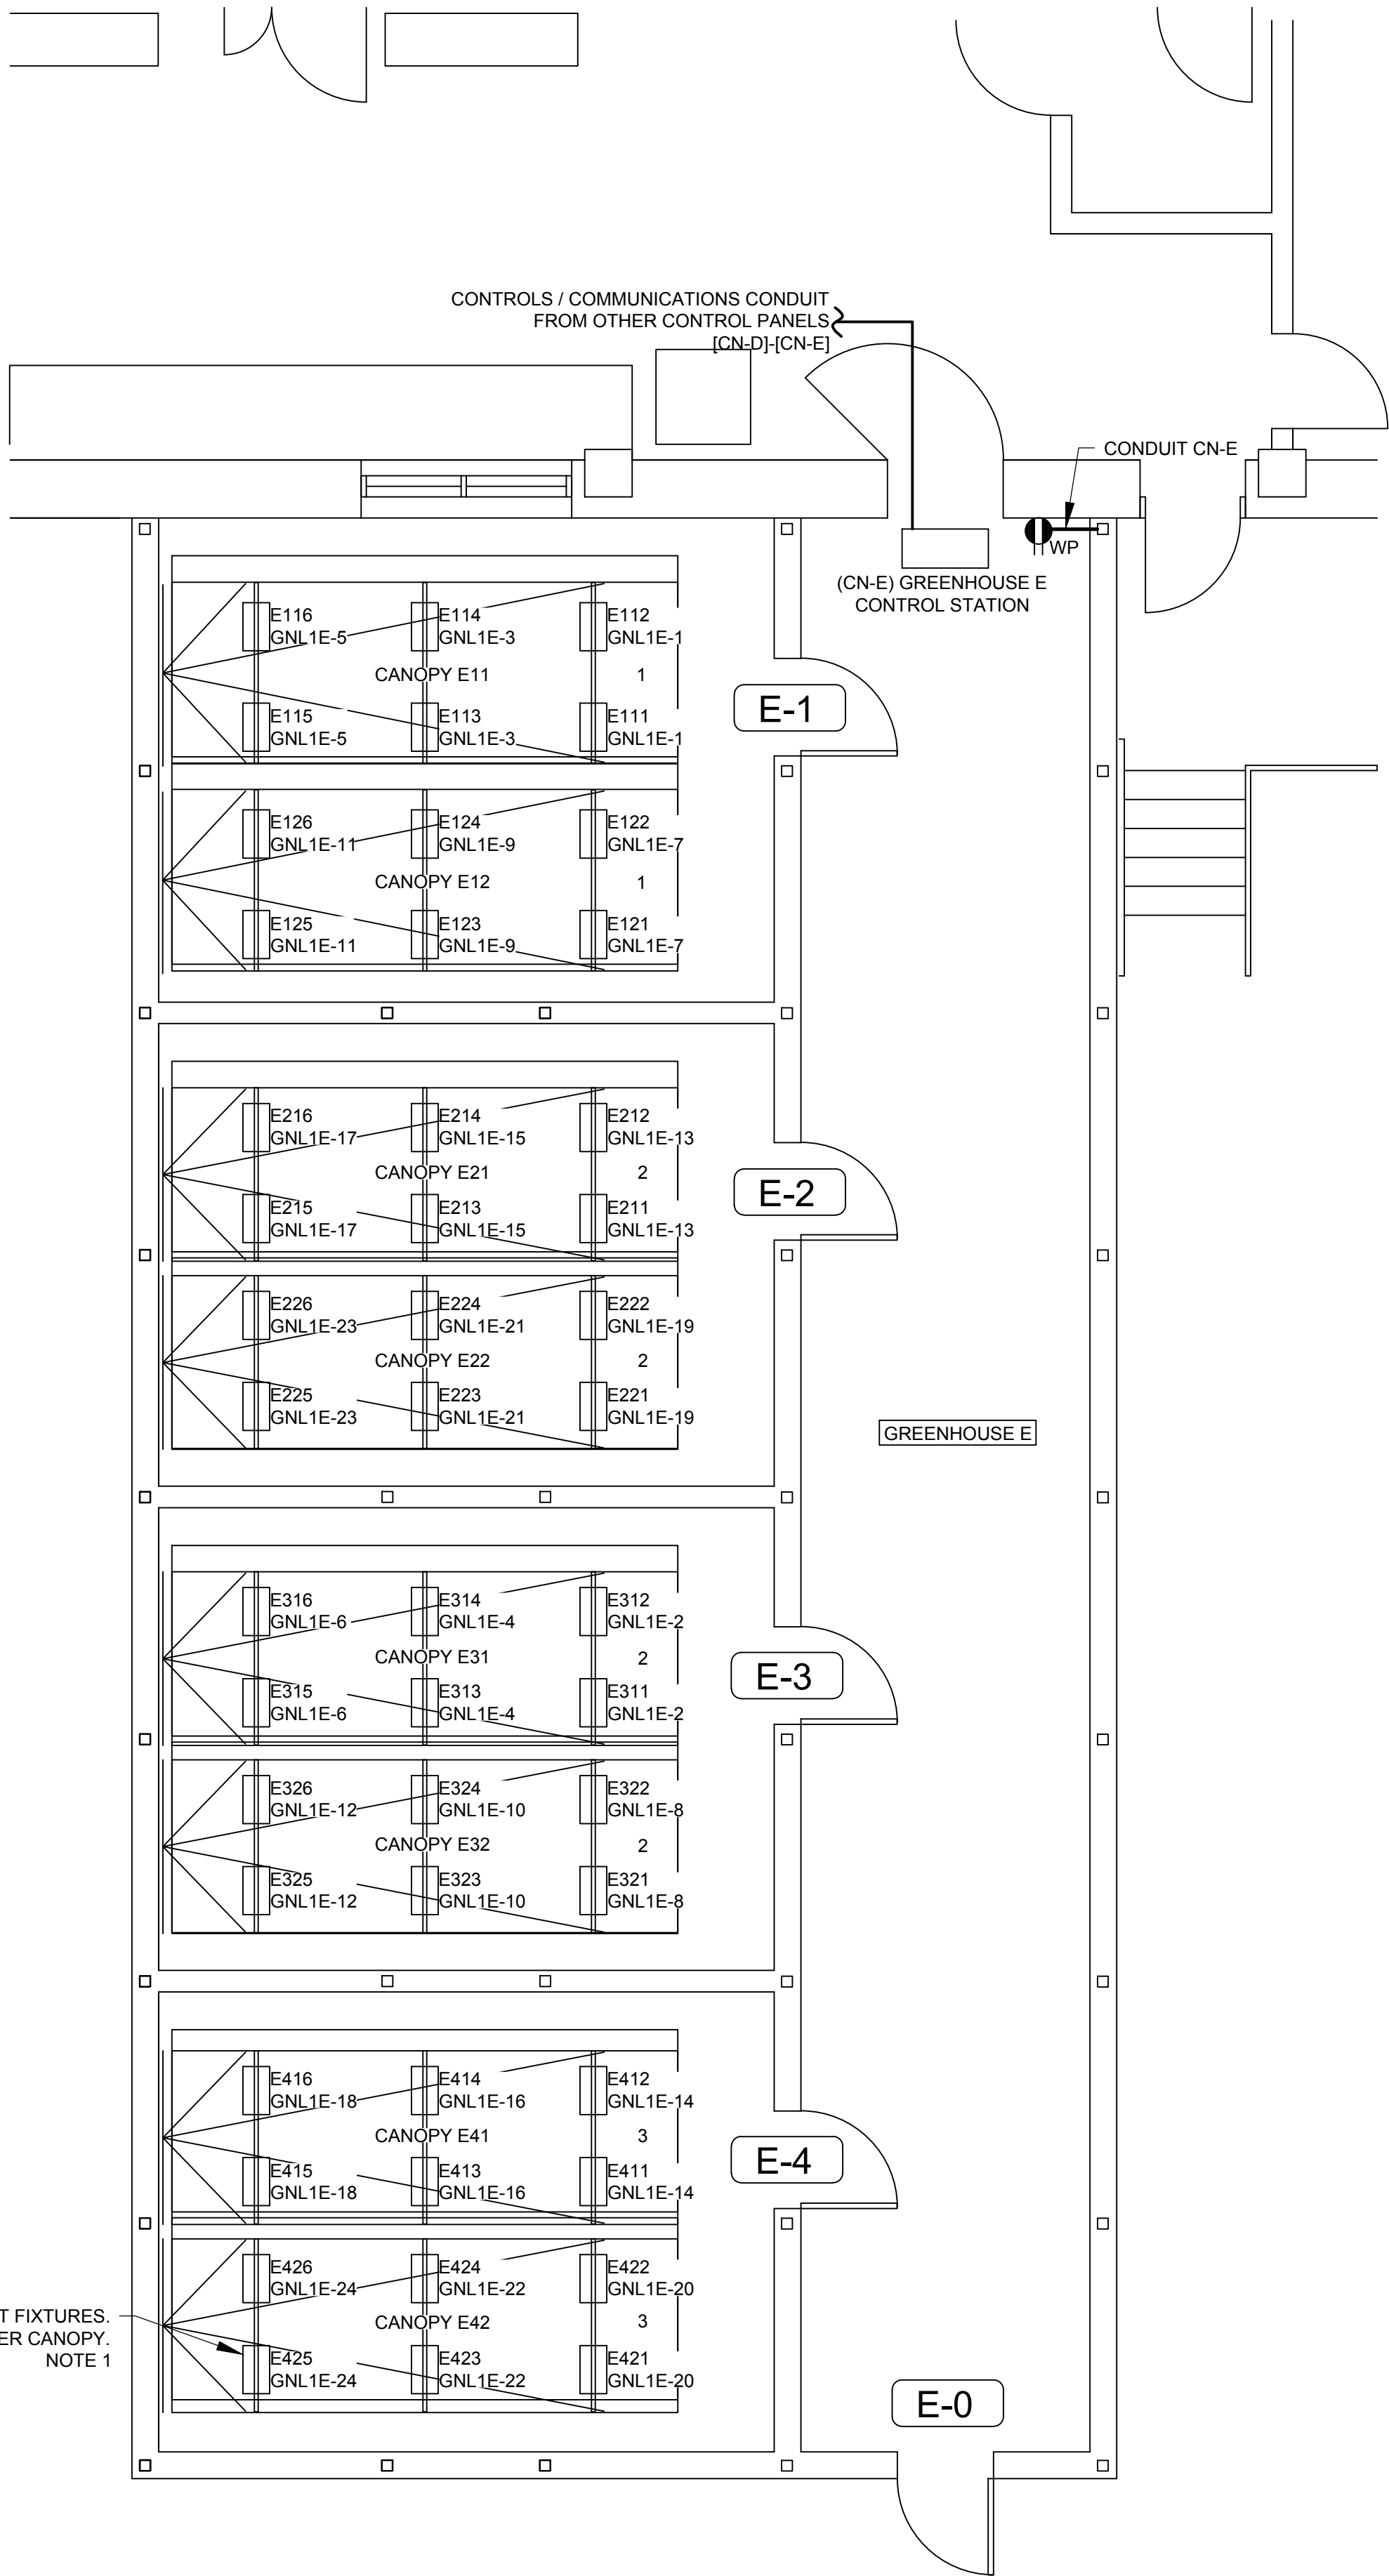 CONTROLS / COMMUNICATIONS CONDUIT
FROM OTHER CONTROL PANELS
[CN-D]-[CN-E]
CONDUIT CN-E
WP
(CN-E) GREENHOUSE E
CONTROL STATION
E116
GNL1E-5
E114
GNL1E-3
E112
GNL1E-1
CANOPY E11
1
E115
GNL1E-5
E113
GNL1E-3
E111
GNL1E-1
E-1
E126
GNL1E-11
E124
GNL1E-9
E122
GNL1E-7
CANOPY E12
1
E125
GNL1E-11
E123
GNL1E-9
E121
GNL1E-7
E216
GNL1E-17
E214
GNL1E-15
E212
GNL1E-13
CANOPY E21
2
E215
GNL1E-17
E213
GNL1E-15
E211
GNL1E-13
E-2
E226
GNL1E-23
E224
GNL1E-21
E222
GNL1E-19
CANOPY E22
2
E225
GNL1E-23
E223
GNL1E-21
E221
GNL1E-19
GREENHOUSE E
E316
GNL1E-6
E314
GNL1E-4
E312
GNL1E-2
CANOPY E31
2
E315
GNL1E-6
E313
GNL1E-4
E311
GNL1E-2
E-3
E326
GNL1E-12
E324
GNL1E-10
E322
GNL1E-8
CANOPY E32
2
E325
GNL1E-12
E323
GNL1E-10
E321
GNL1E-8
E416
GNL1E-18
E414
GNL1E-16
E412
GNL1E-14
CANOPY E41
3
E415
GNL1E-18
E413
GNL1E-16
E411
GNL1E-14
E-4
E426
GNL1E-24
E424
GNL1E-22
E422
GNL1E-20
CANOPY E42
3
E425
GNL1E-24
E423
GNL1E-22
E421
GNL1E-20
T FIXTURES.
ER CANOPY.
NOTE 1
E-0